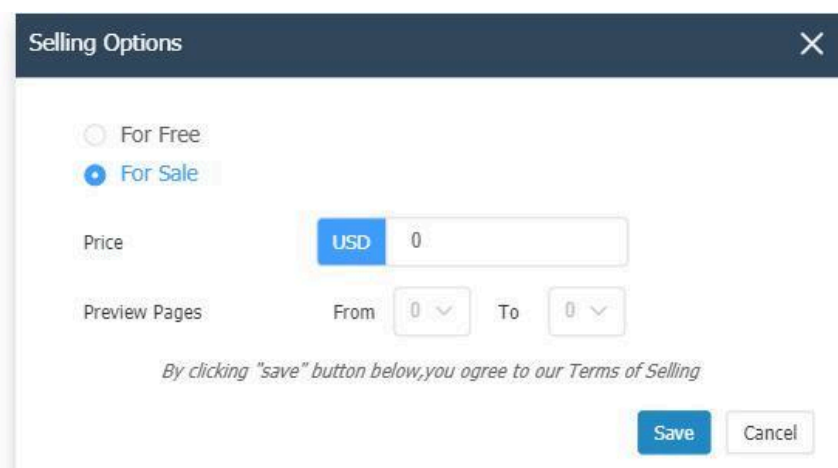 Selling Options
For Free
For Sale
Price USD 0
Preview Pages From 0 To 0
By clicking "save" button below,you ogree to our Terms of Selling
Save Cancel